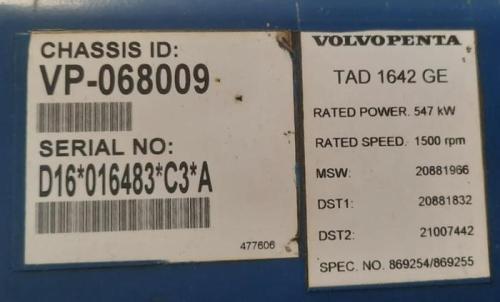 CHASSIS ID:
VP-068009
SERIAL NO:
D16*016483*C3*A
477606
VOLVO PENTA
TAD 1642 GE
RATED POWER. 547 kW
RATED SPEED. 1500 rpm
MSW: 20881966
DST1: 20881832
DST2: 21007442
SPEC. NO. 869254/869255